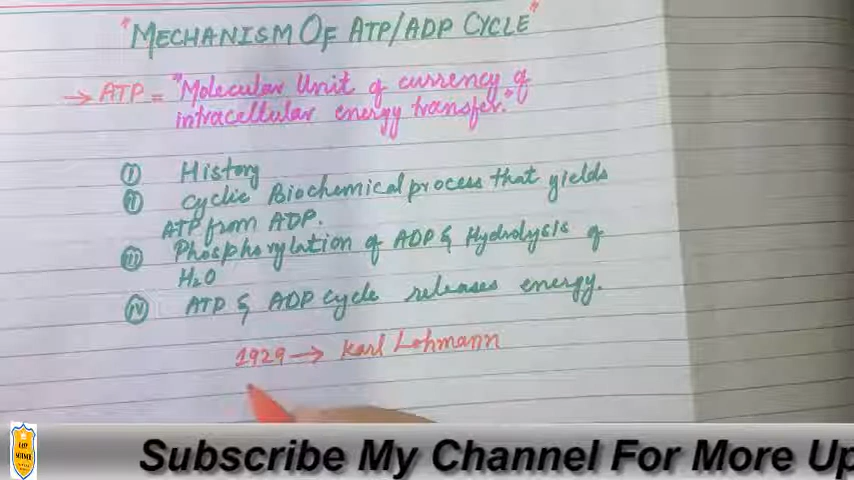 "MECHANISM OF ATP/ADP CYCLE"
→ ATP = "Molecular Unit of currency of
intracellular energy transfer."
I History
II Cyclic Biochemical process that yields
ATP from ADP.
III Phosphorylation of ADP & Hydrolysis of
H2O
IV ATP & ADP cycle releases energy.
1929 → Karl Lohmann
Subscribe My Channel For More Up